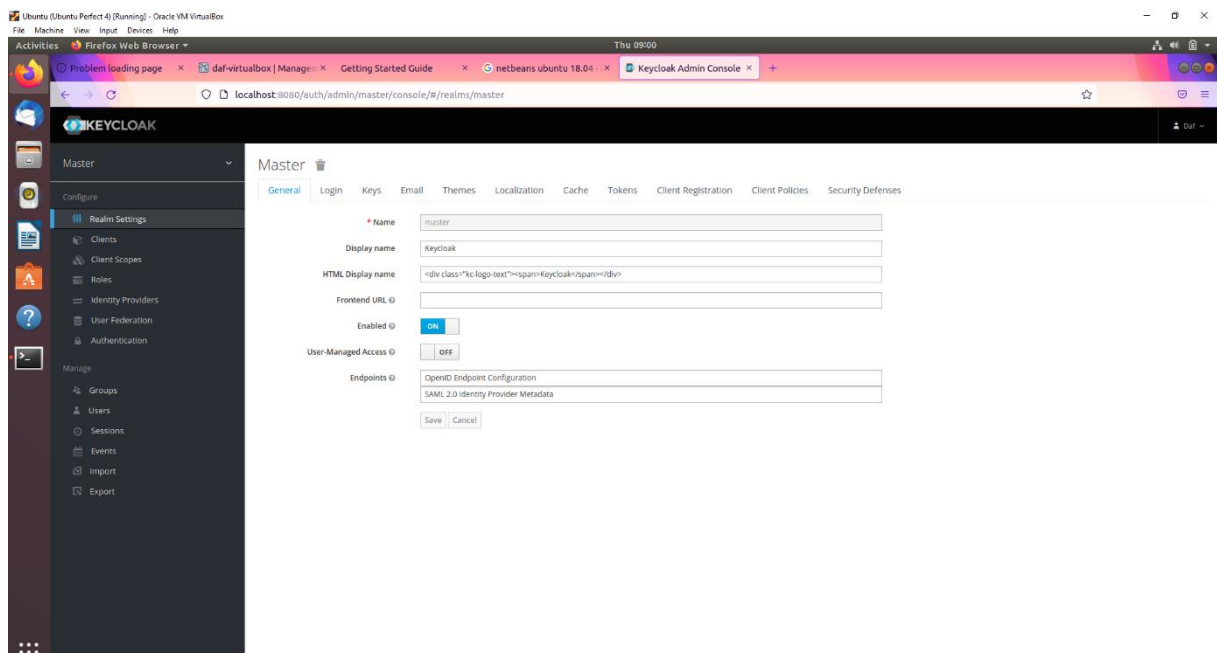 Ubuntu (Ubuntu Perfect 4) [Running] - Oracle VM VirtualBox
File Machine View Input Devices Help
Activities Firefox Web Browser Thu 09:00
Problem loading page daf-virtualbox | Managem Getting Started Guide netbeans ubuntu 18.04 - Keycloak Admin Console
localhost:8080/auth/admin/master/console/#/realms/master
KEYCLOAK Daf
Master
Configure
Realm Settings
Clients
Client Scopes
Roles
Identity Providers
User Federation
Authentication
Manage
Groups
Users
Sessions
Events
Import
Export
Master
General Login Keys Email Themes Localization Cache Tokens Client Registration Client Policies Security Defenses
* Name master
Display name Keycloak
HTML Display name <div class="kc-logo-text"><span>Keycloak</span></div>
Frontend URL
Enabled ON
User-Managed Access OFF
Endpoints OpenID Endpoint Configuration
SAML 2.0 Identity Provider Metadata
Save Cancel